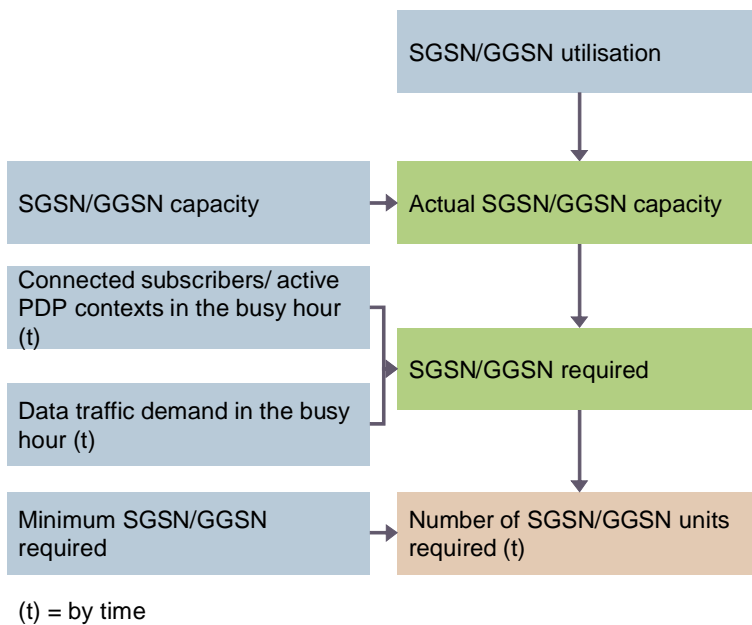 SGSN/GGSN utilisation
SGSN/GGSN capacity
Actual SGSN/GGSN capacity
Connected subscribers/ active
PDP contexts in the busy hour
(t)
SGSN/GGSN required
Data traffic demand in the busy
hour (t)
Minimum SGSN/GGSN
required
Number of SGSN/GGSN units
required (t)
(t) = by time